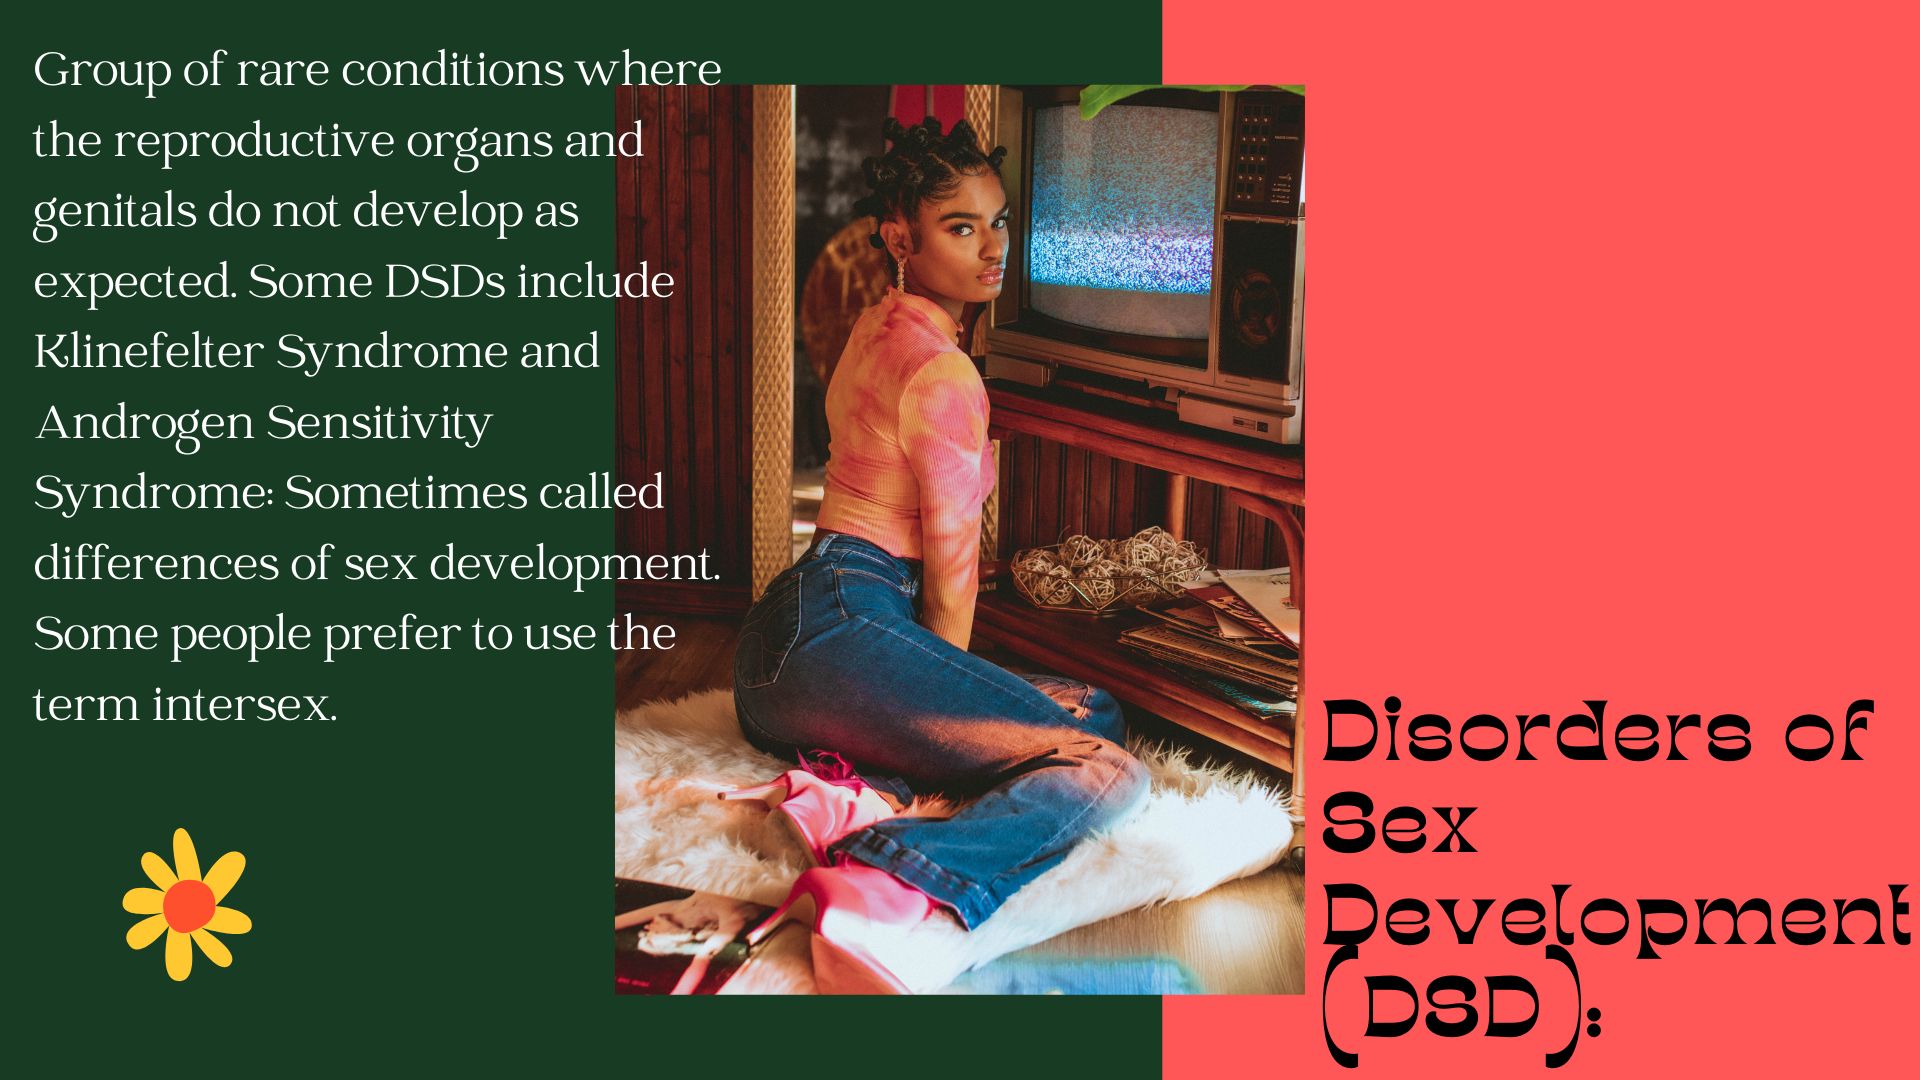 Group of rare conditions where
the reproductive organs and
genitals do not develop as
expected. Some DSDs include
Klinefelter Syndrome and
Androgen Sensitivity
Syndrome: Sometimes called
differences of sex development.
Some people prefer to use the
term intersex.
Disorders of
Sex
Development
(DSD):